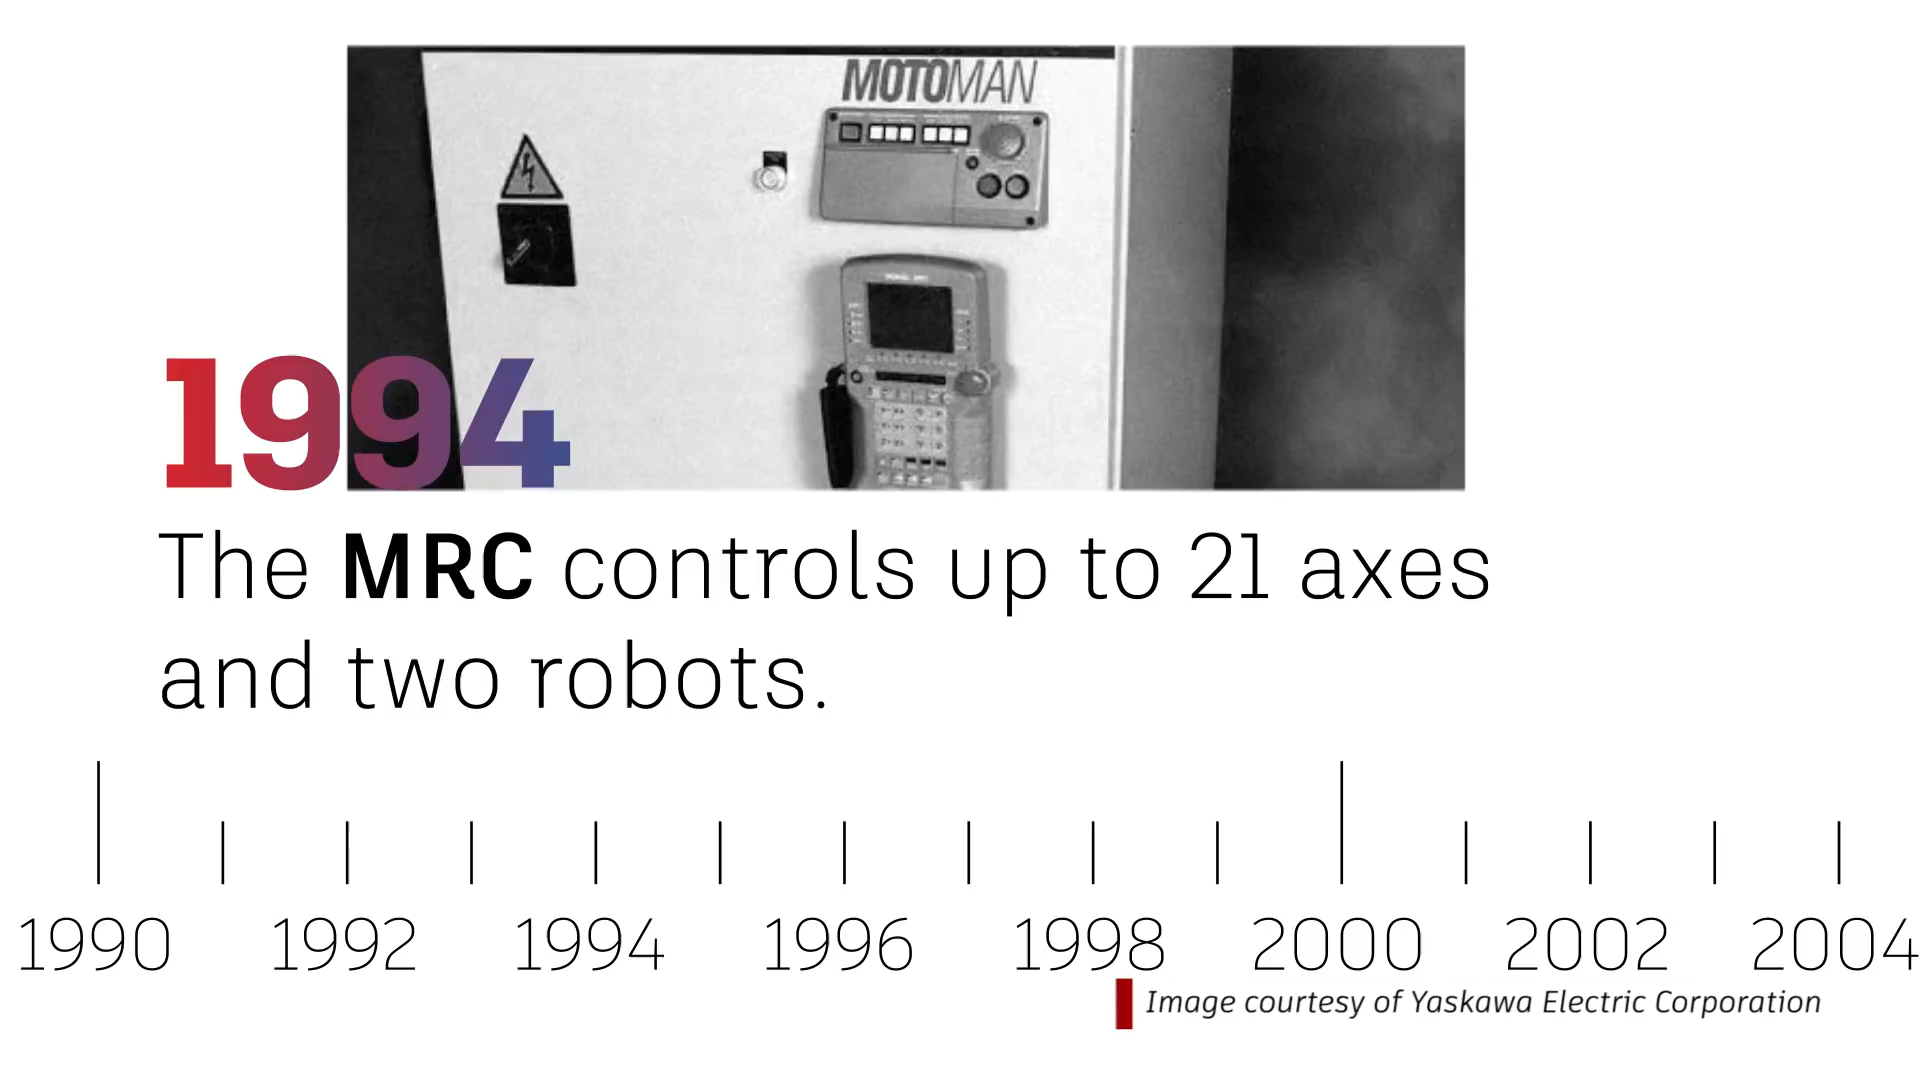 MOTOMAN
1994
The MRC controls up to 21 axes
and two robots.
1990 1992 1994 1996 1998 2000 2002 2004
Image courtesy of Yaskawa Electric Corporation